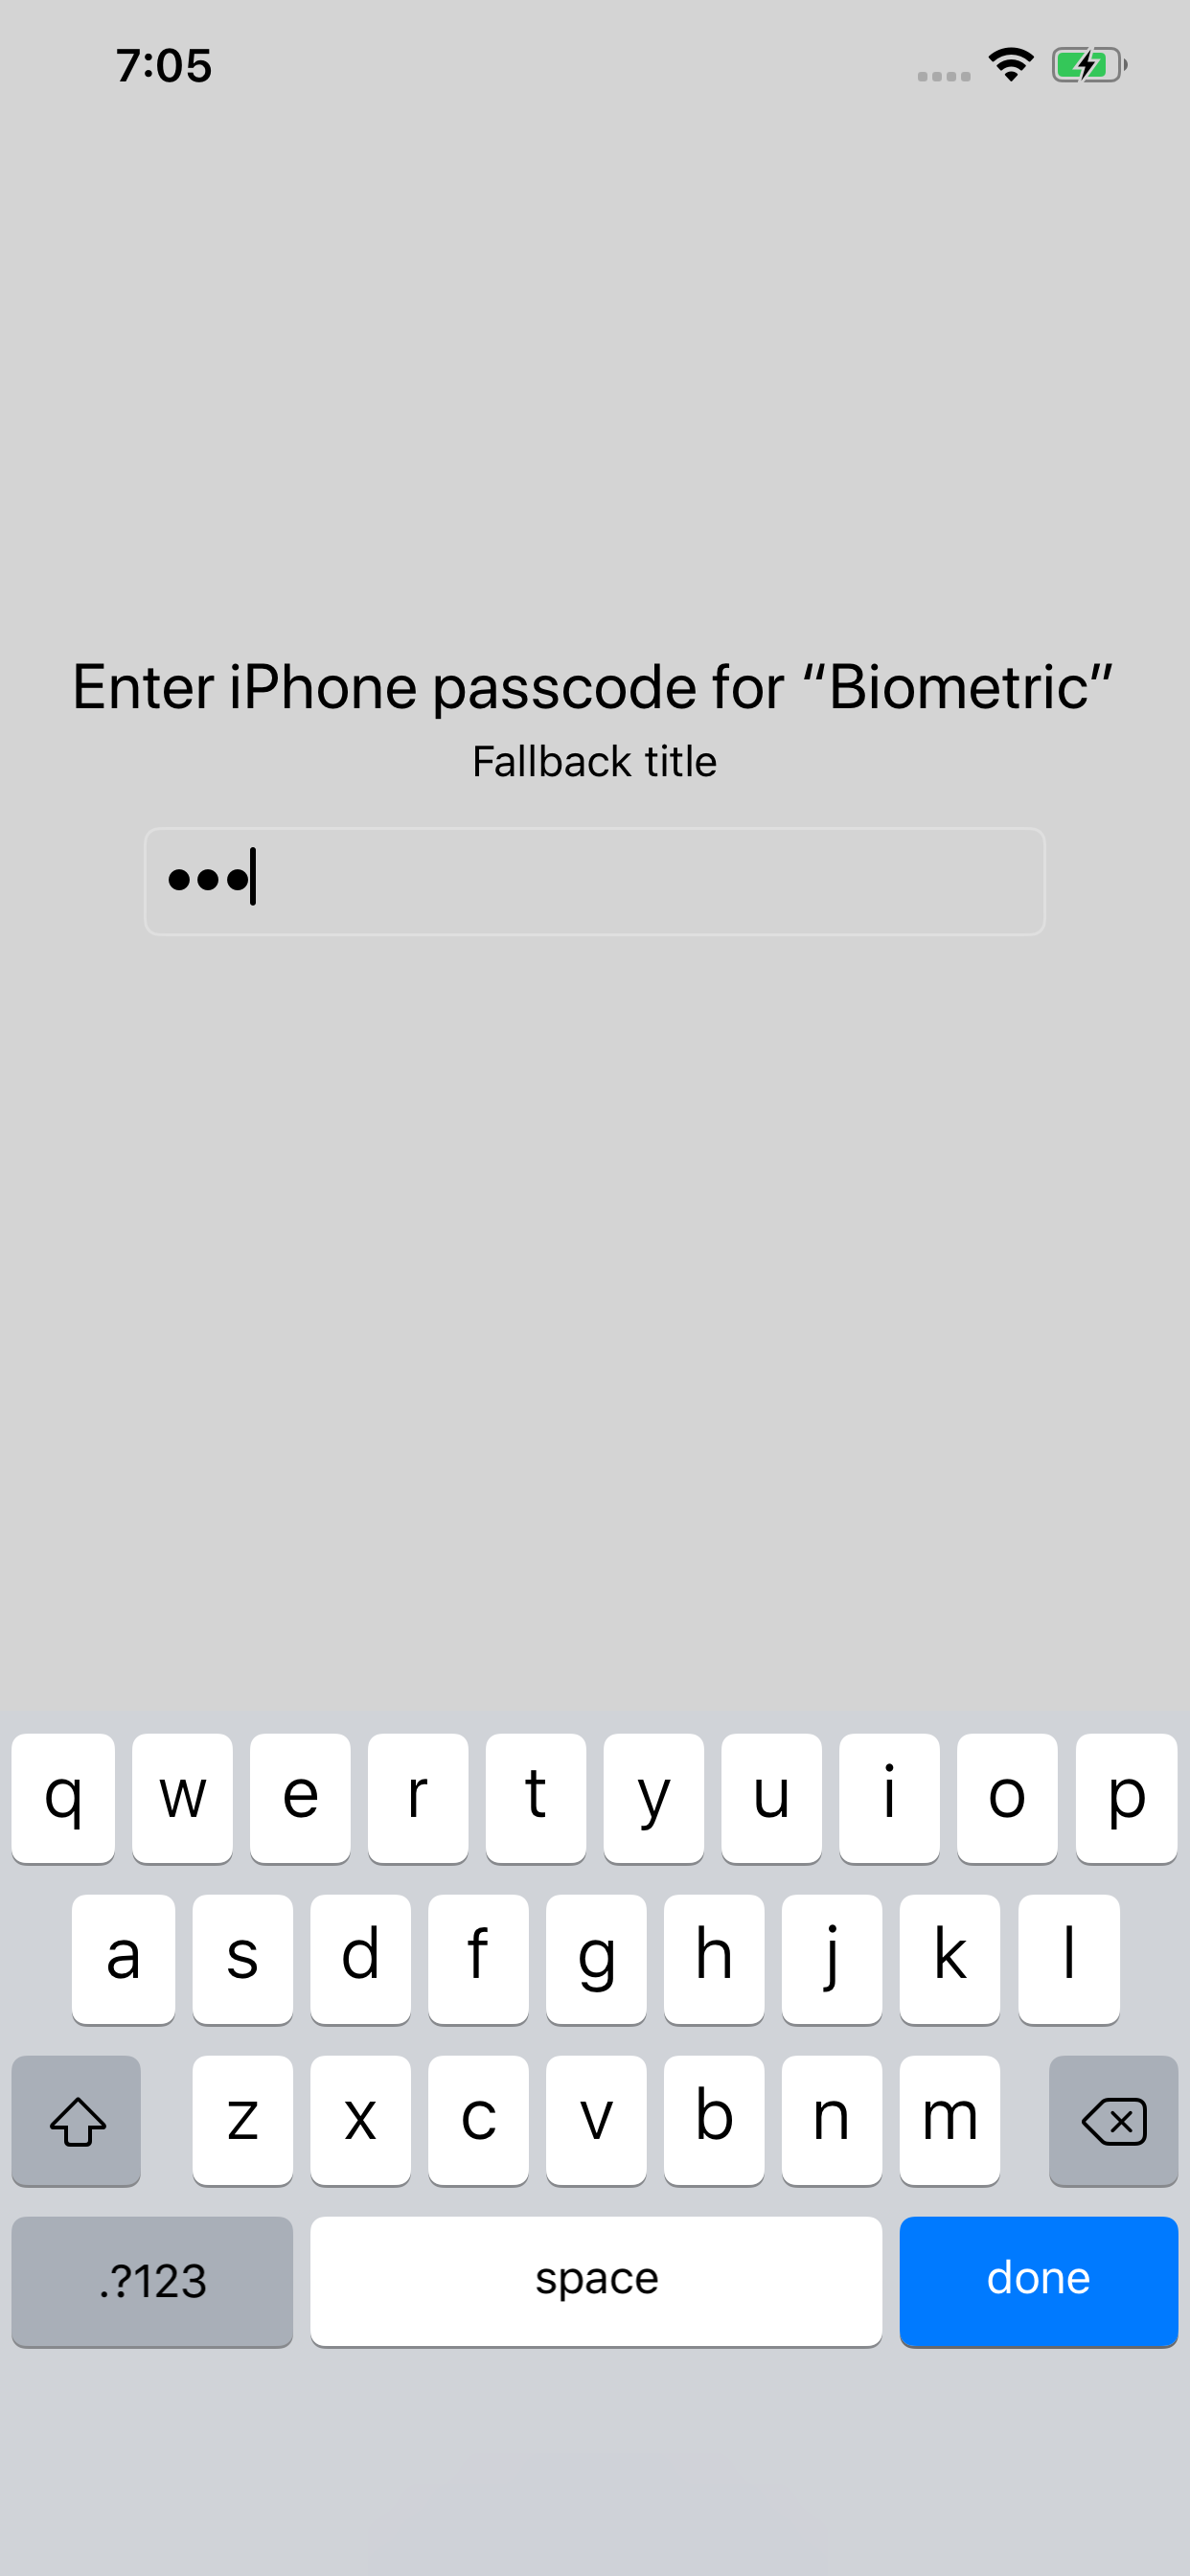 7:05
Enter iPhone passcode for “Biometric”
Fallback title
q w e r t y u i o p
a s d f g h j k l
z x c v b n m
.?123 space done